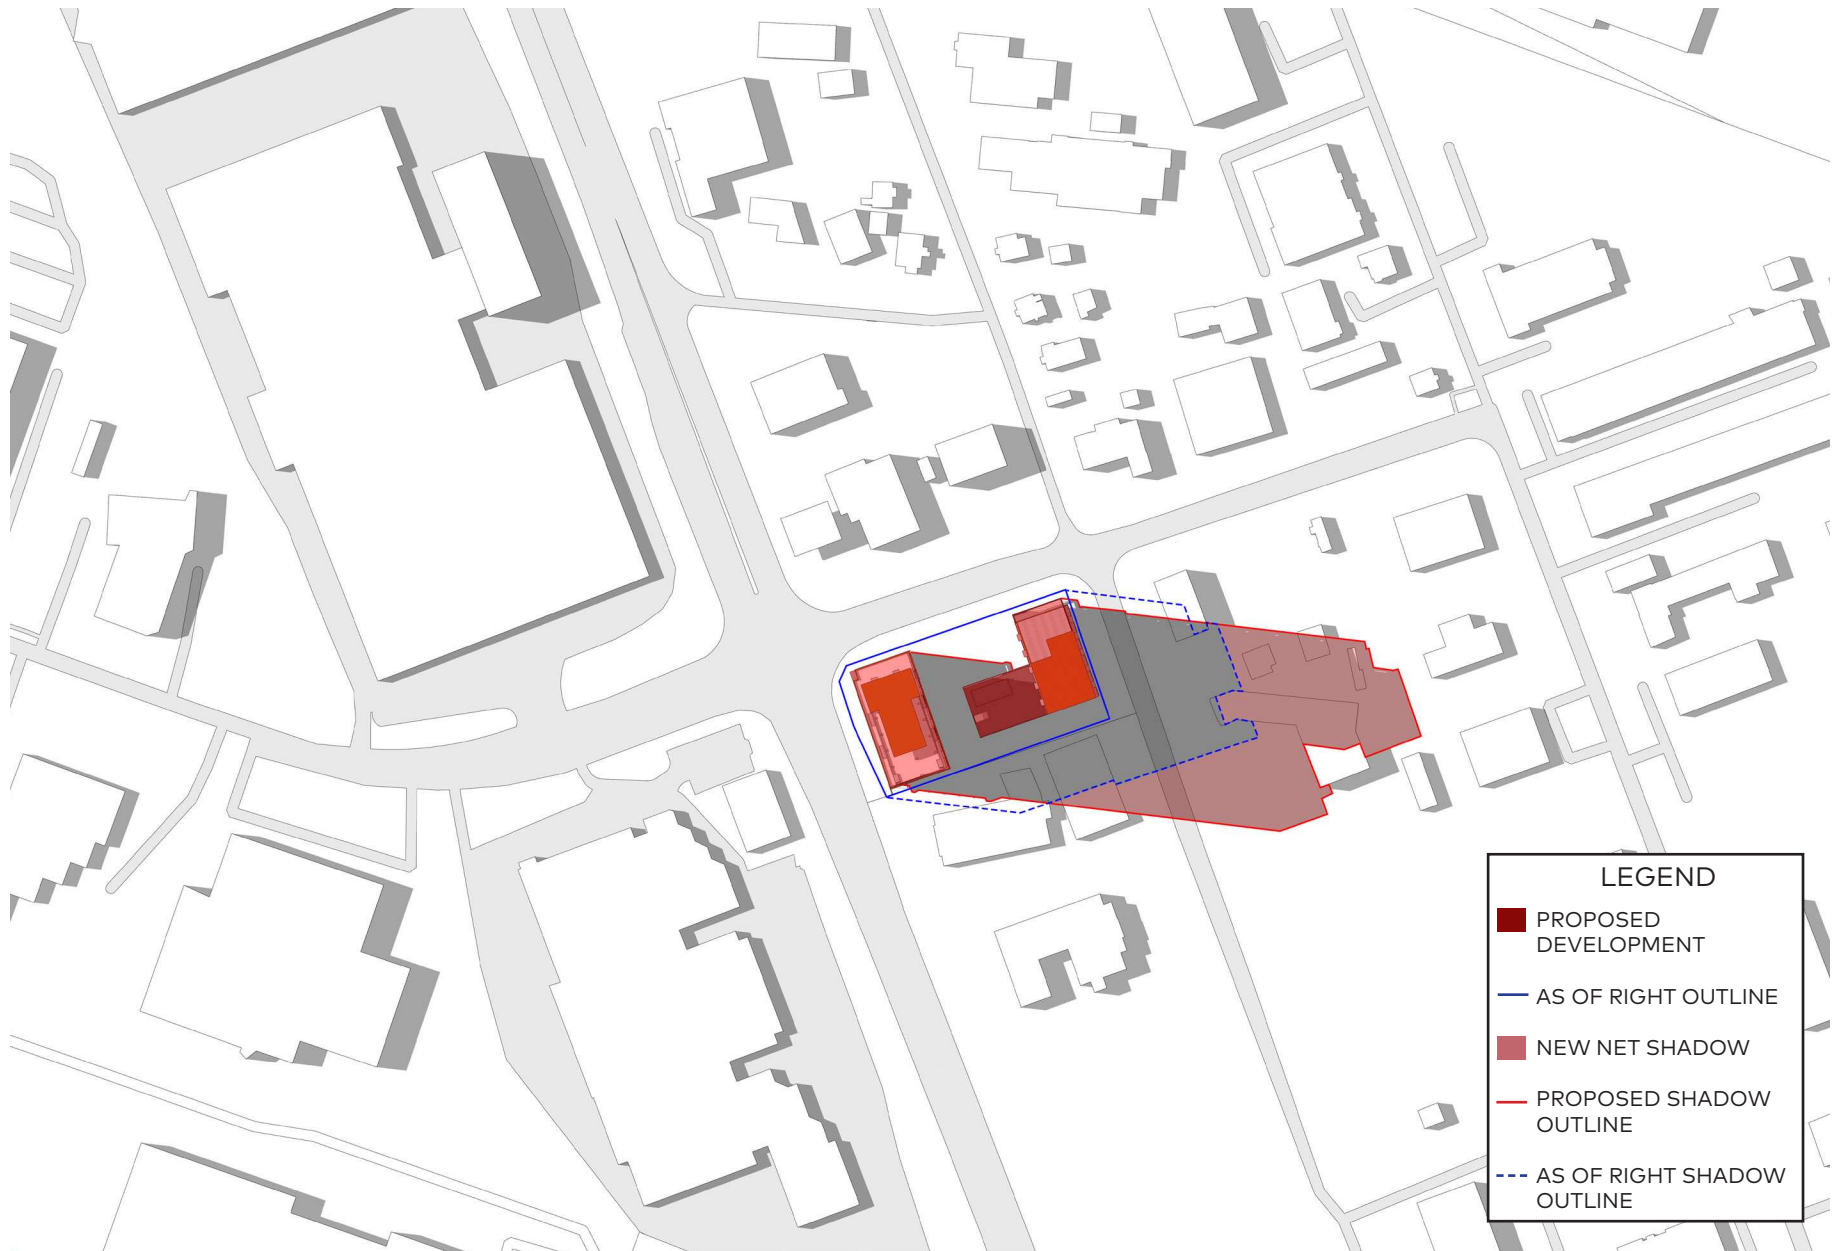 LEGEND
PROPOSED
DEVELOPMENT
AS OF RIGHT OUTLINE
NEW NET SHADOW
PROPOSED SHADOW
OUTLINE
AS OF RIGHT SHADOW
OUTLINE